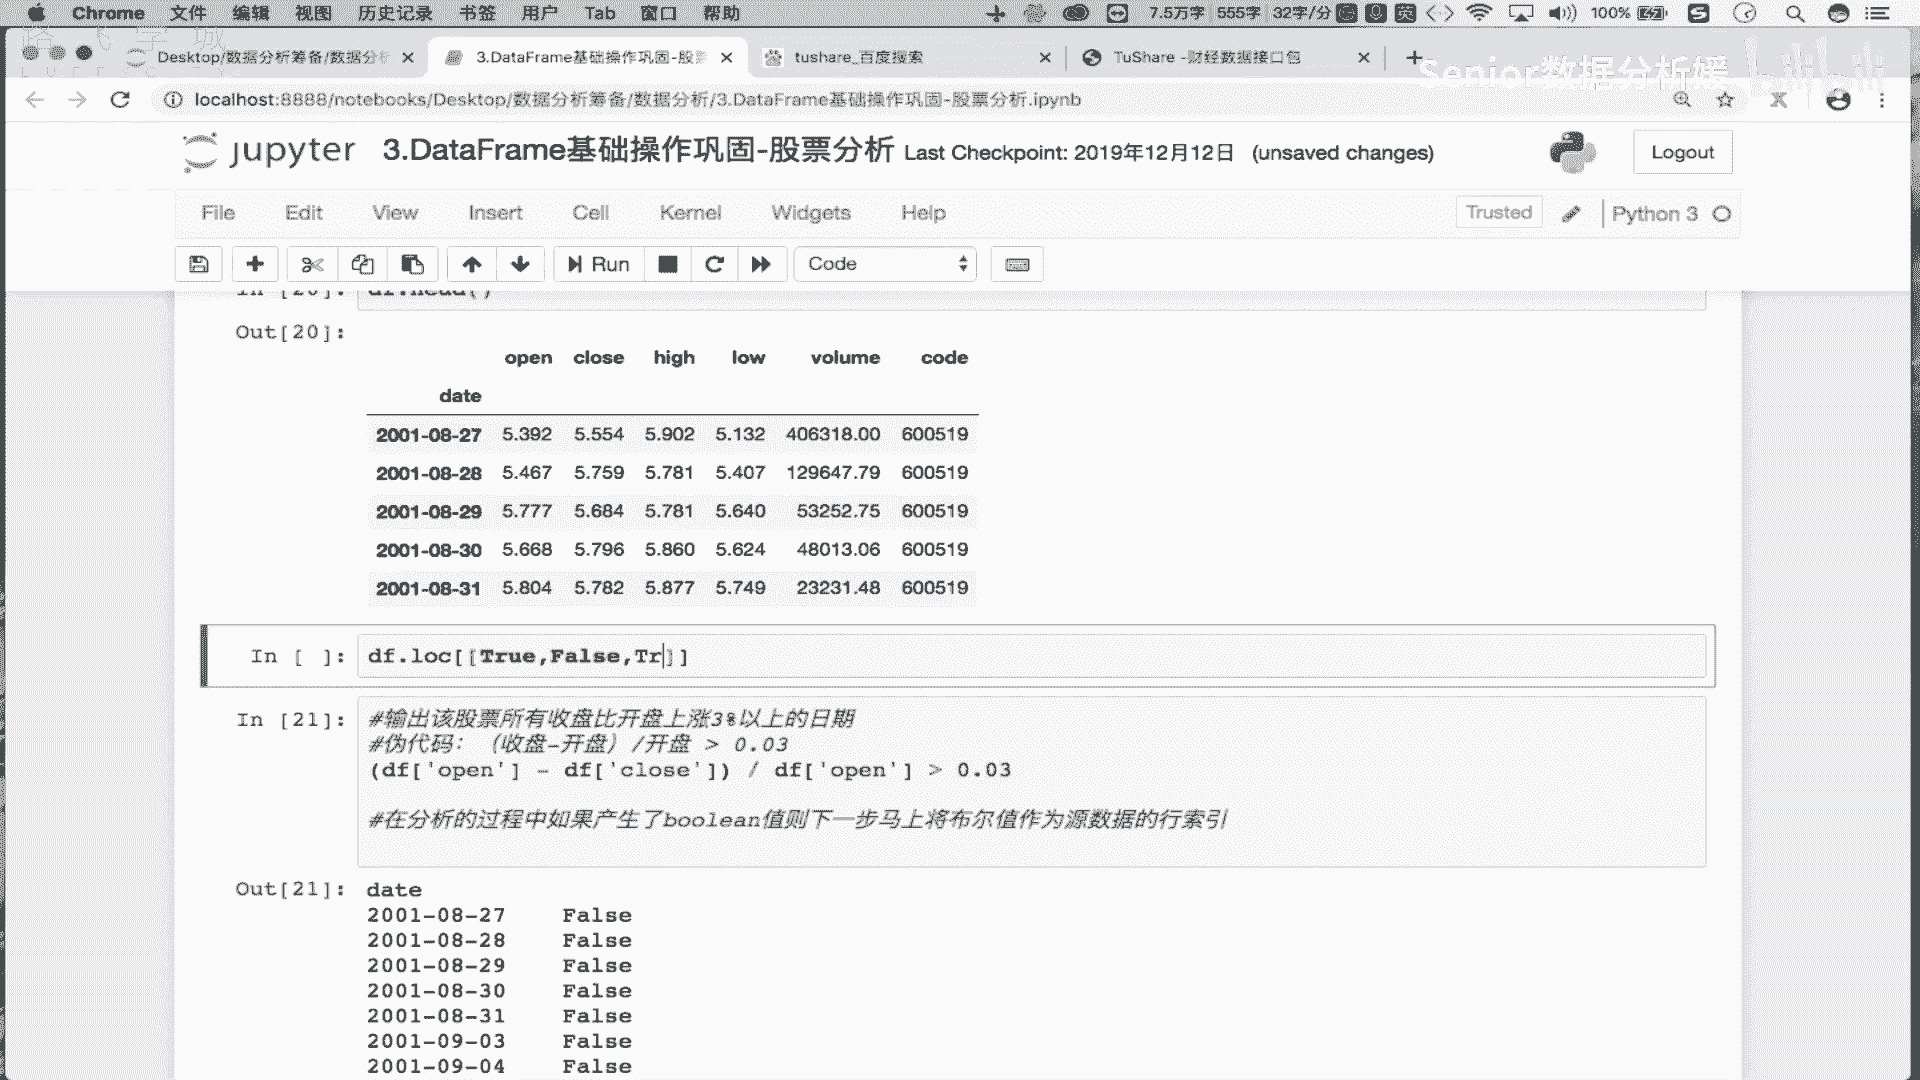 Chrome 文件 编辑 视图 历史记录 书签 用户 Tab 窗口 帮助 7.5万字 555字 32字/分 英 100%
Desktop/数据分析筹备/数据分析 3.DataFrame基础操作巩固-股票 tushare_百度搜索 TuShare -财经数据接口包
Senior数据分析媛 bilibili
localhost:8888/notebooks/Desktop/数据分析筹备/数据分析/3.DataFrame基础操作巩固-股票分析.ipynb
jupyter 3.DataFrame基础操作巩固-股票分析 Last Checkpoint: 2019年12月12日 (unsaved changes) Logout
File Edit View Insert Cell Kernel Widgets Help Trusted Python 3
Run Code
In [20]: df.head()
Out[20]:
open close high low volume code
date
2001-08-27 5.392 5.554 5.902 5.132 406318.00 600519
2001-08-28 5.467 5.759 5.781 5.407 129647.79 600519
2001-08-29 5.777 5.684 5.781 5.640 53252.75 600519
2001-08-30 5.668 5.796 5.860 5.624 48013.06 600519
2001-08-31 5.804 5.782 5.877 5.749 23231.48 600519
In [ ]: df.loc[[True,False,Tr]]
In [21]: #输出该股票所有收盘比开盘上涨3%以上的日期
#伪代码：（收盘-开盘）/开盘 > 0.03
(df['open'] - df['close']) / df['open'] > 0.03
#在分析的过程中如果产生了boolean值则下一步马上将布尔值作为源数据的行索引
Out[21]: date
2001-08-27 False
2001-08-28 False
2001-08-29 False
2001-08-30 False
2001-08-31 False
2001-09-03 False
2001-09-04 False